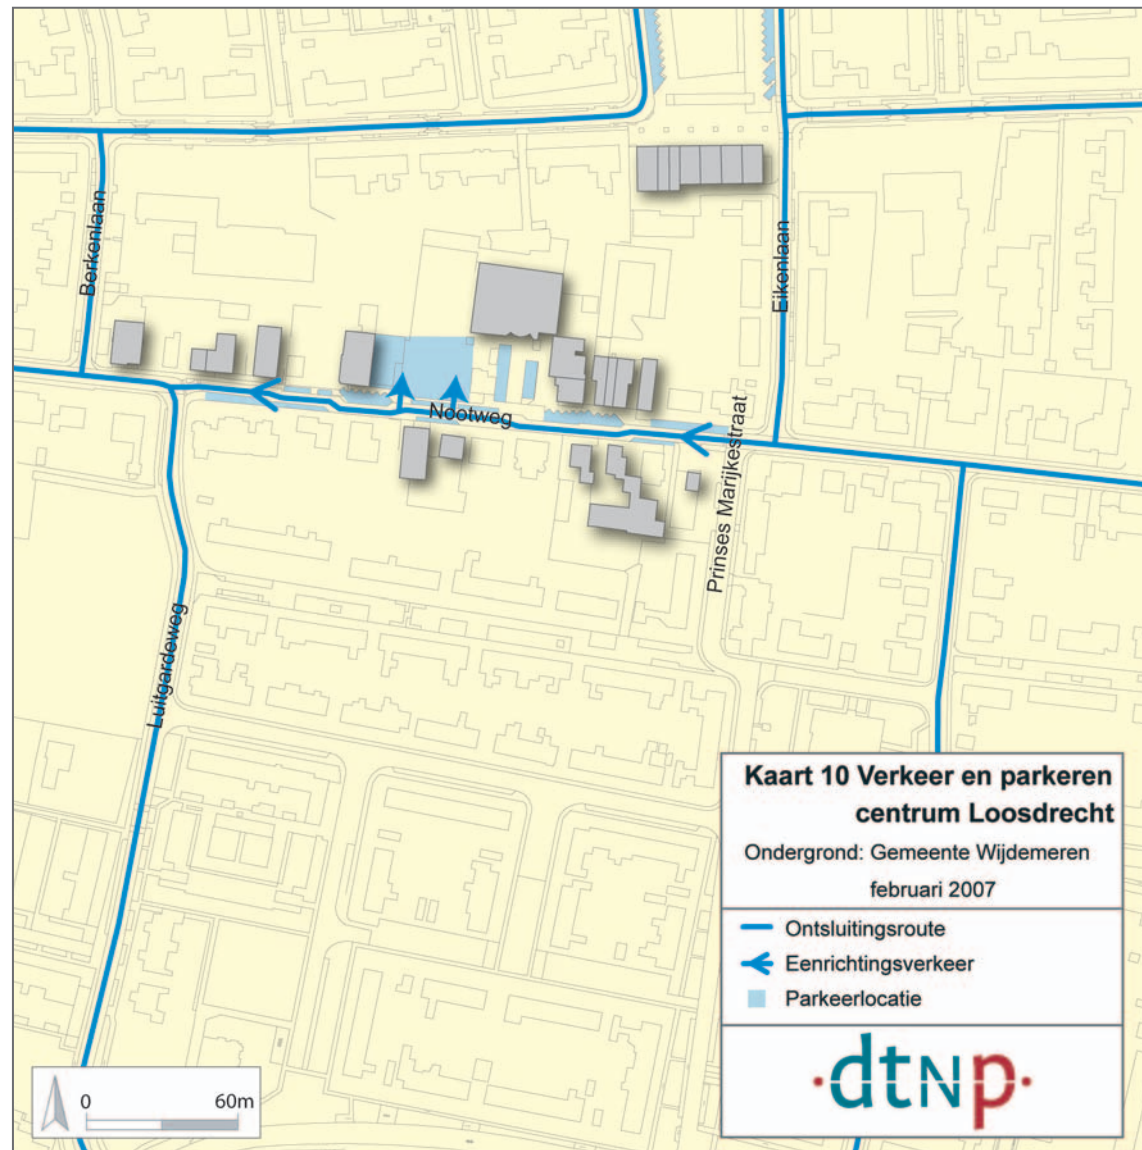 Berkenlaan
Eikenlaan
Nootweg
Prinses Marijkestraat
Luitgardeweg
Kaart 10 Verkeer en parkeren
centrum Loosdrecht
Ondergrond: Gemeente Wijdemeren
februari 2007
Ontsluitingsroute
Eenrichtingsverkeer
Parkeerlocatie
0 60m
·dtNp·